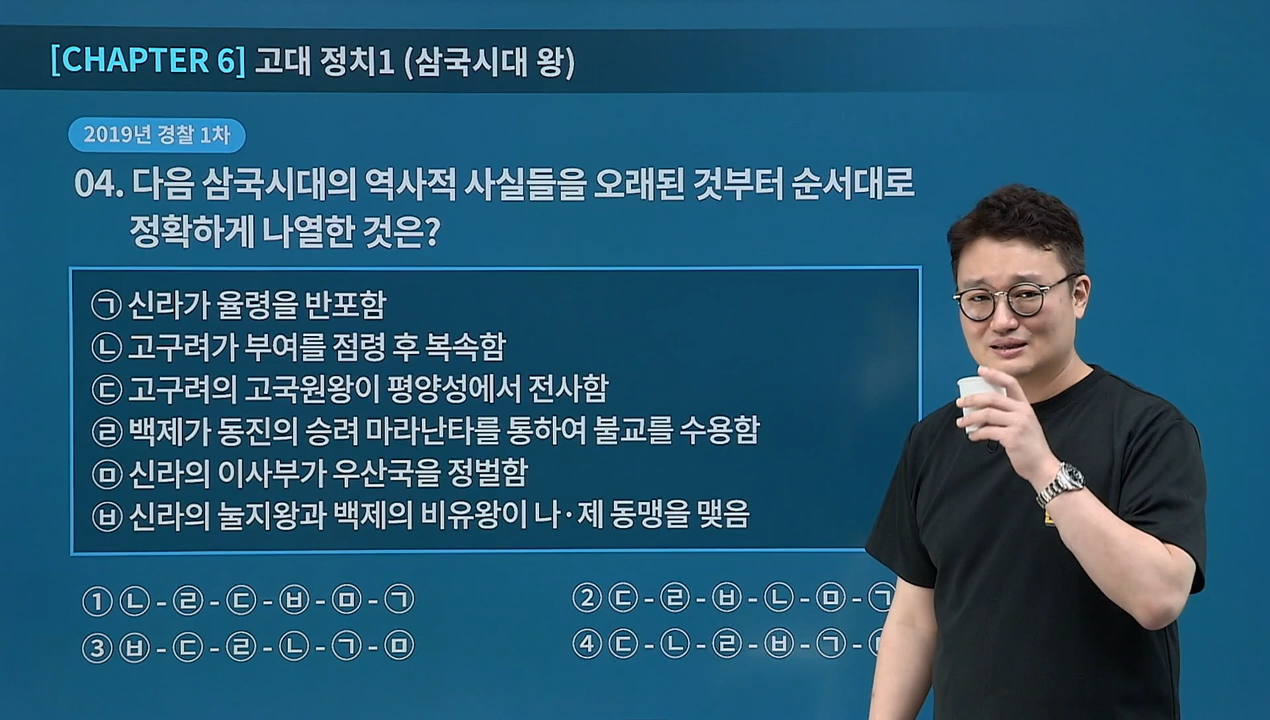 [CHAPTER 6] 고대 정치1 (삼국시대 왕)
2019년 경찰 1차
04. 다음 삼국시대의 역사적 사실들을 오래된 것부터 순서대로
정확하게 나열한 것은?
㉠ 신라가 율령을 반포함
㉡ 고구려가 부여를 점령 후 복속함
㉢ 고구려의 고국원왕이 평양성에서 전사함
㉣ 백제가 동진의 승려 마라난타를 통하여 불교를 수용함
㉤ 신라의 이사부가 우산국을 정벌함
㉥ 신라의 눌지왕과 백제의 비유왕이 나·제 동맹을 맺음
① ㉡-㉣-㉢-㉥-㉤-㉠
② ㉢-㉣-㉥-㉡-㉤-㉠
③ ㉥-㉢-㉣-㉡-㉠-㉤
④ ㉢-㉡-㉣-㉥-㉠-